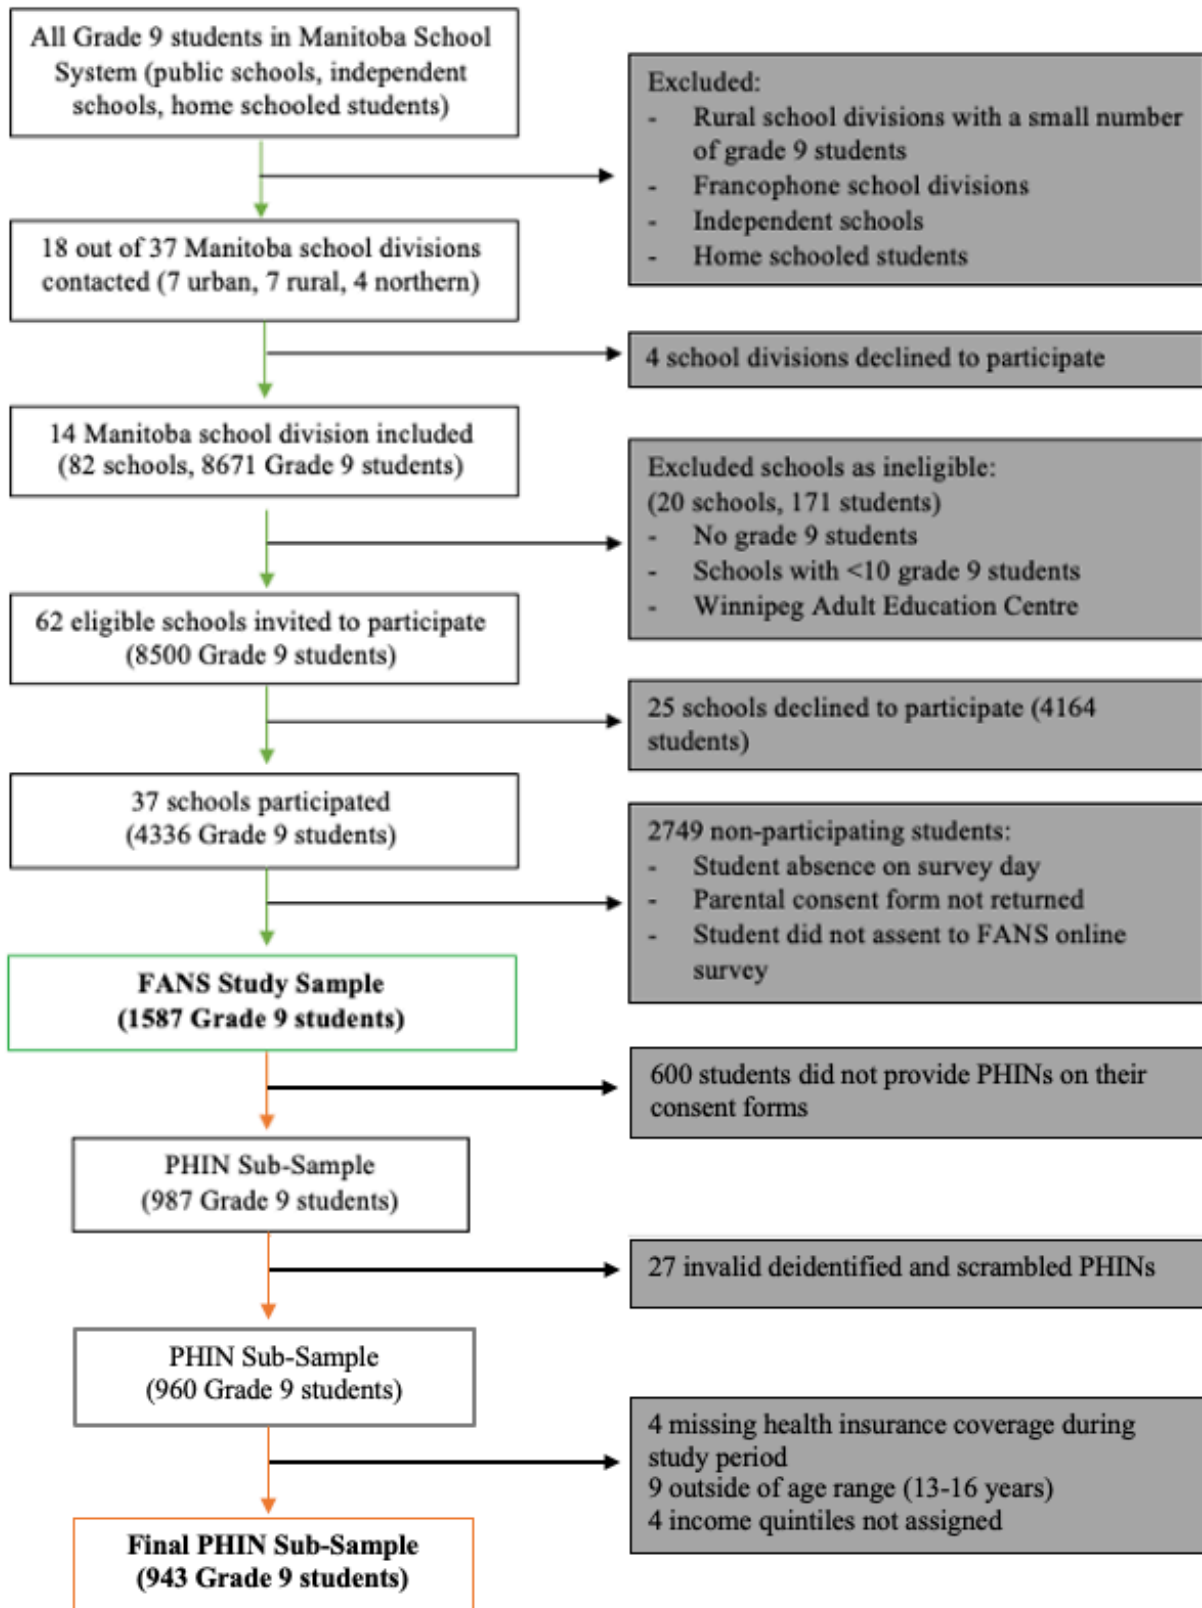 All Grade 9 students in Manitoba School
System (public schools, independent
schools, home schooled students)
Excluded:
- Rural school divisions with a small number
of grade 9 students
- Francophone school divisions
- Independent schools
- Home schooled students
18 out of 37 Manitoba school divisions
contacted (7 urban, 7 rural, 4 northern)
4 school divisions declined to participate
14 Manitoba school division included
(82 schools, 8671 Grade 9 students)
Excluded schools as ineligible:
(20 schools, 171 students)
- No grade 9 students
- Schools with <10 grade 9 students
- Winnipeg Adult Education Centre
62 eligible schools invited to participate
(8500 Grade 9 students)
25 schools declined to participate (4164
students)
37 schools participated
(4336 Grade 9 students)
2749 non-participating students:
- Student absence on survey day
- Parental consent form not returned
- Student did not assent to FANS online
survey
FANS Study Sample
(1587 Grade 9 students)
600 students did not provide PHINs on their
consent forms
PHIN Sub-Sample
(987 Grade 9 students)
27 invalid deidentified and scrambled PHINs
PHIN Sub-Sample
(960 Grade 9 students)
4 missing health insurance coverage during
study period
9 outside of age range (13-16 years)
4 income quintiles not assigned
Final PHIN Sub-Sample
(943 Grade 9 students)